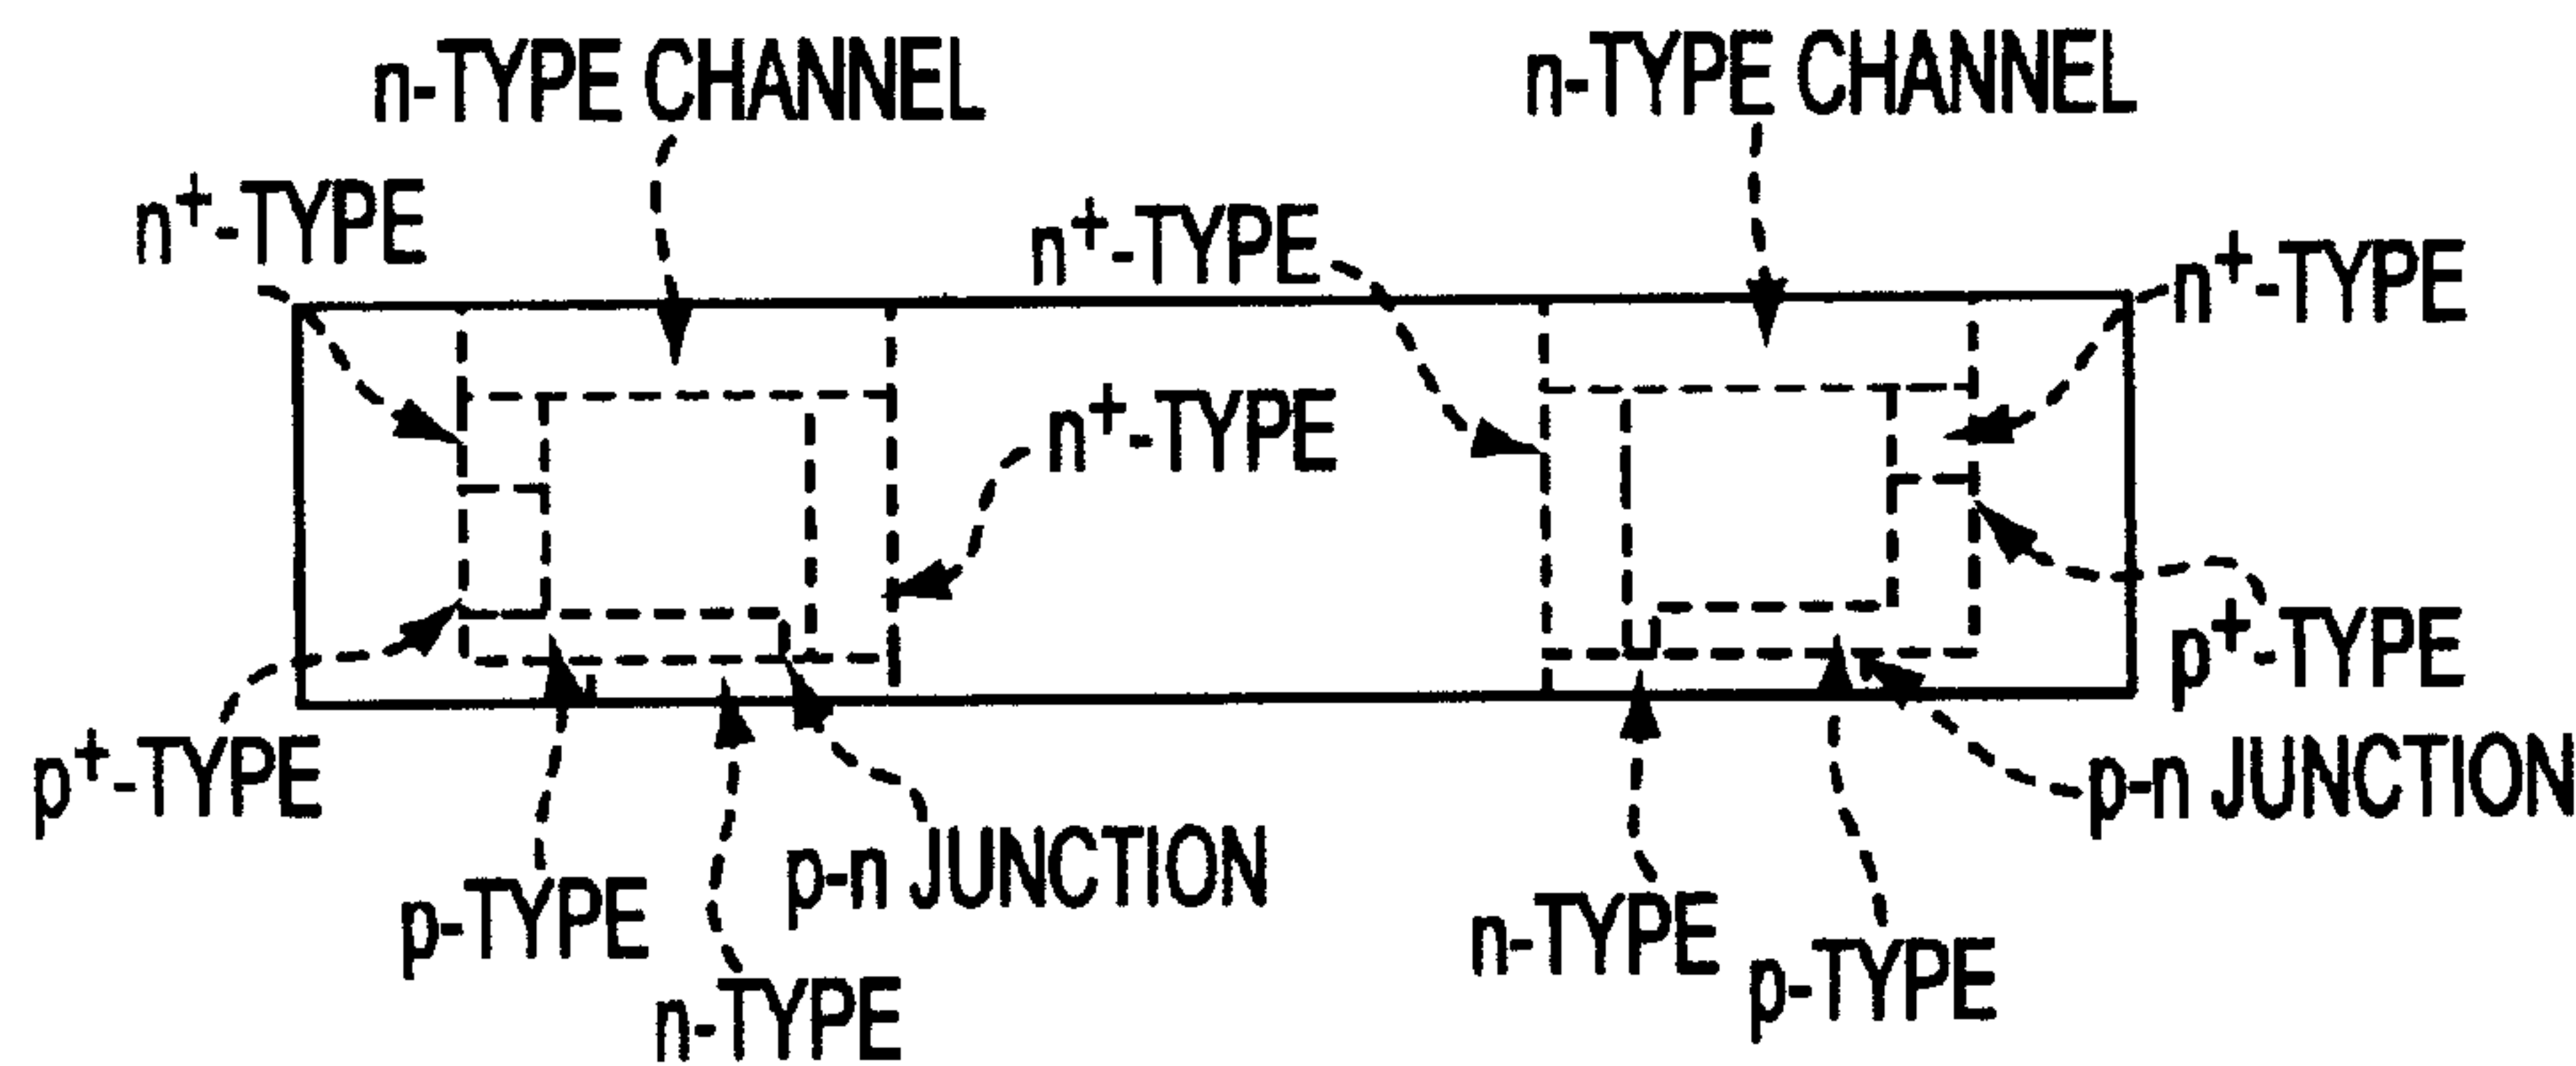 n-TYPE CHANNEL
n-TYPE CHANNEL
n⁺-TYPE
n⁺-TYPE
n⁺-TYPE
n⁺-TYPE
p⁺-TYPE
p⁺-TYPE
p-n JUNCTION
p-n JUNCTION
p-TYPE
n-TYPE
p-TYPE
n-TYPE